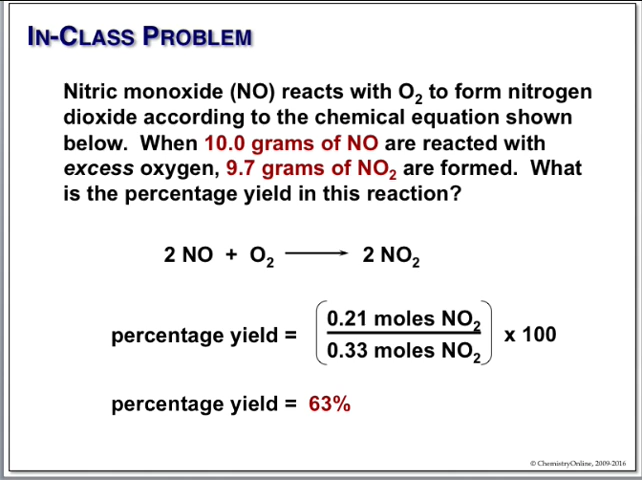 IN-CLASS PROBLEM
Nitric monoxide (NO) reacts with O₂ to form nitrogen
dioxide according to the chemical equation shown
below. When 10.0 grams of NO are reacted with
excess oxygen, 9.7 grams of NO₂ are formed. What
is the percentage yield in this reaction?
2 NO + O₂ ⟶ 2 NO₂
percentage yield = (0.21 moles NO₂ / 0.33 moles NO₂) x 100
percentage yield = 63%
© ChemistryOnline, 2009-2016